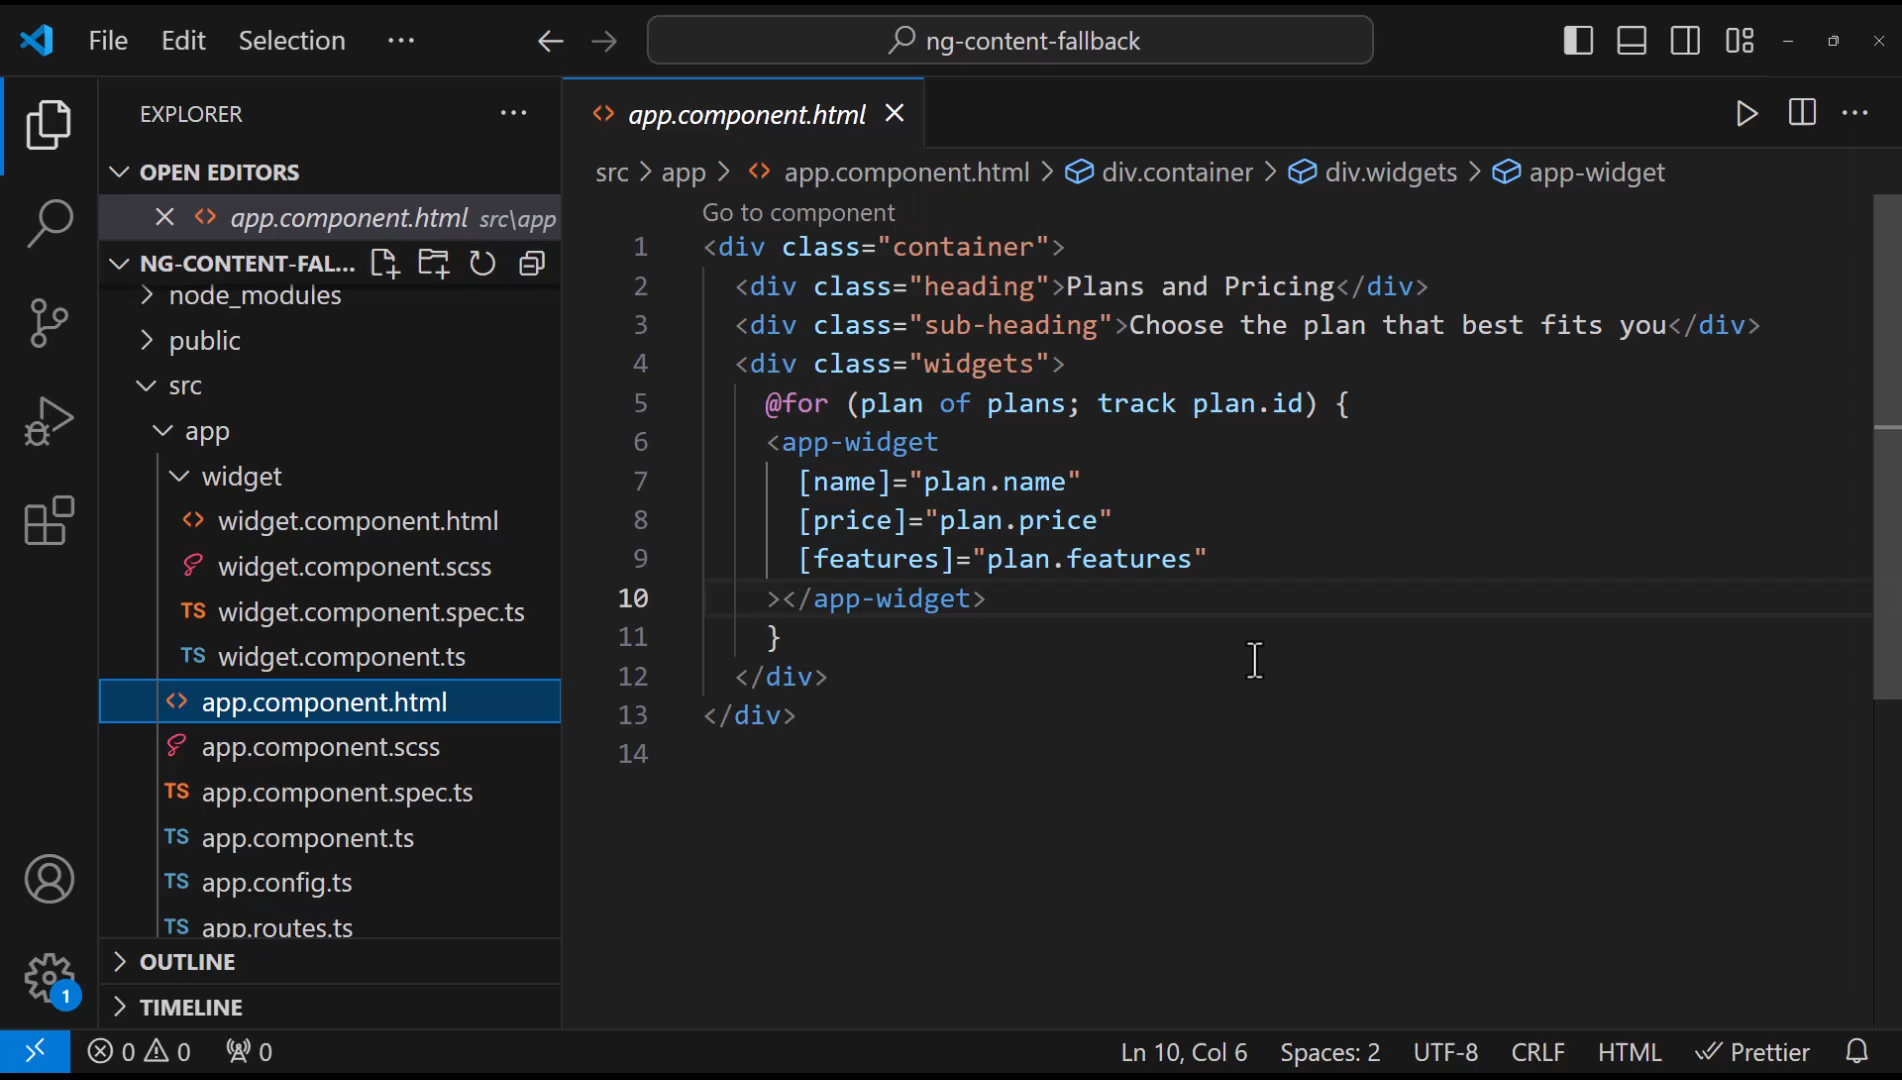 File Edit Selection ··· ng-content-fallback
EXPLORER ···
OPEN EDITORS
app.component.html src\app
NG-CONTENT-FAL...
node_modules
public
src
app
widget
widget.component.html
widget.component.scss
TS widget.component.spec.ts
TS widget.component.ts
app.component.html
app.component.scss
TS app.component.spec.ts
TS app.component.ts
TS app.config.ts
TS app.routes.ts
OUTLINE
TIMELINE
1
app.component.html
src > app > app.component.html > div.container > div.widgets > app-widget
Go to component
1 <div class="container">
2 <div class="heading">Plans and Pricing</div>
3 <div class="sub-heading">Choose the plan that best fits you</div>
4 <div class="widgets">
5 @for (plan of plans; track plan.id) {
6 <app-widget
7 [name]="plan.name"
8 [price]="plan.price"
9 [features]="plan.features"
10 ></app-widget>
11 }
12 </div>
13 </div>
14
0 0 0 Ln 10, Col 6 Spaces: 2 UTF-8 CRLF HTML Prettier